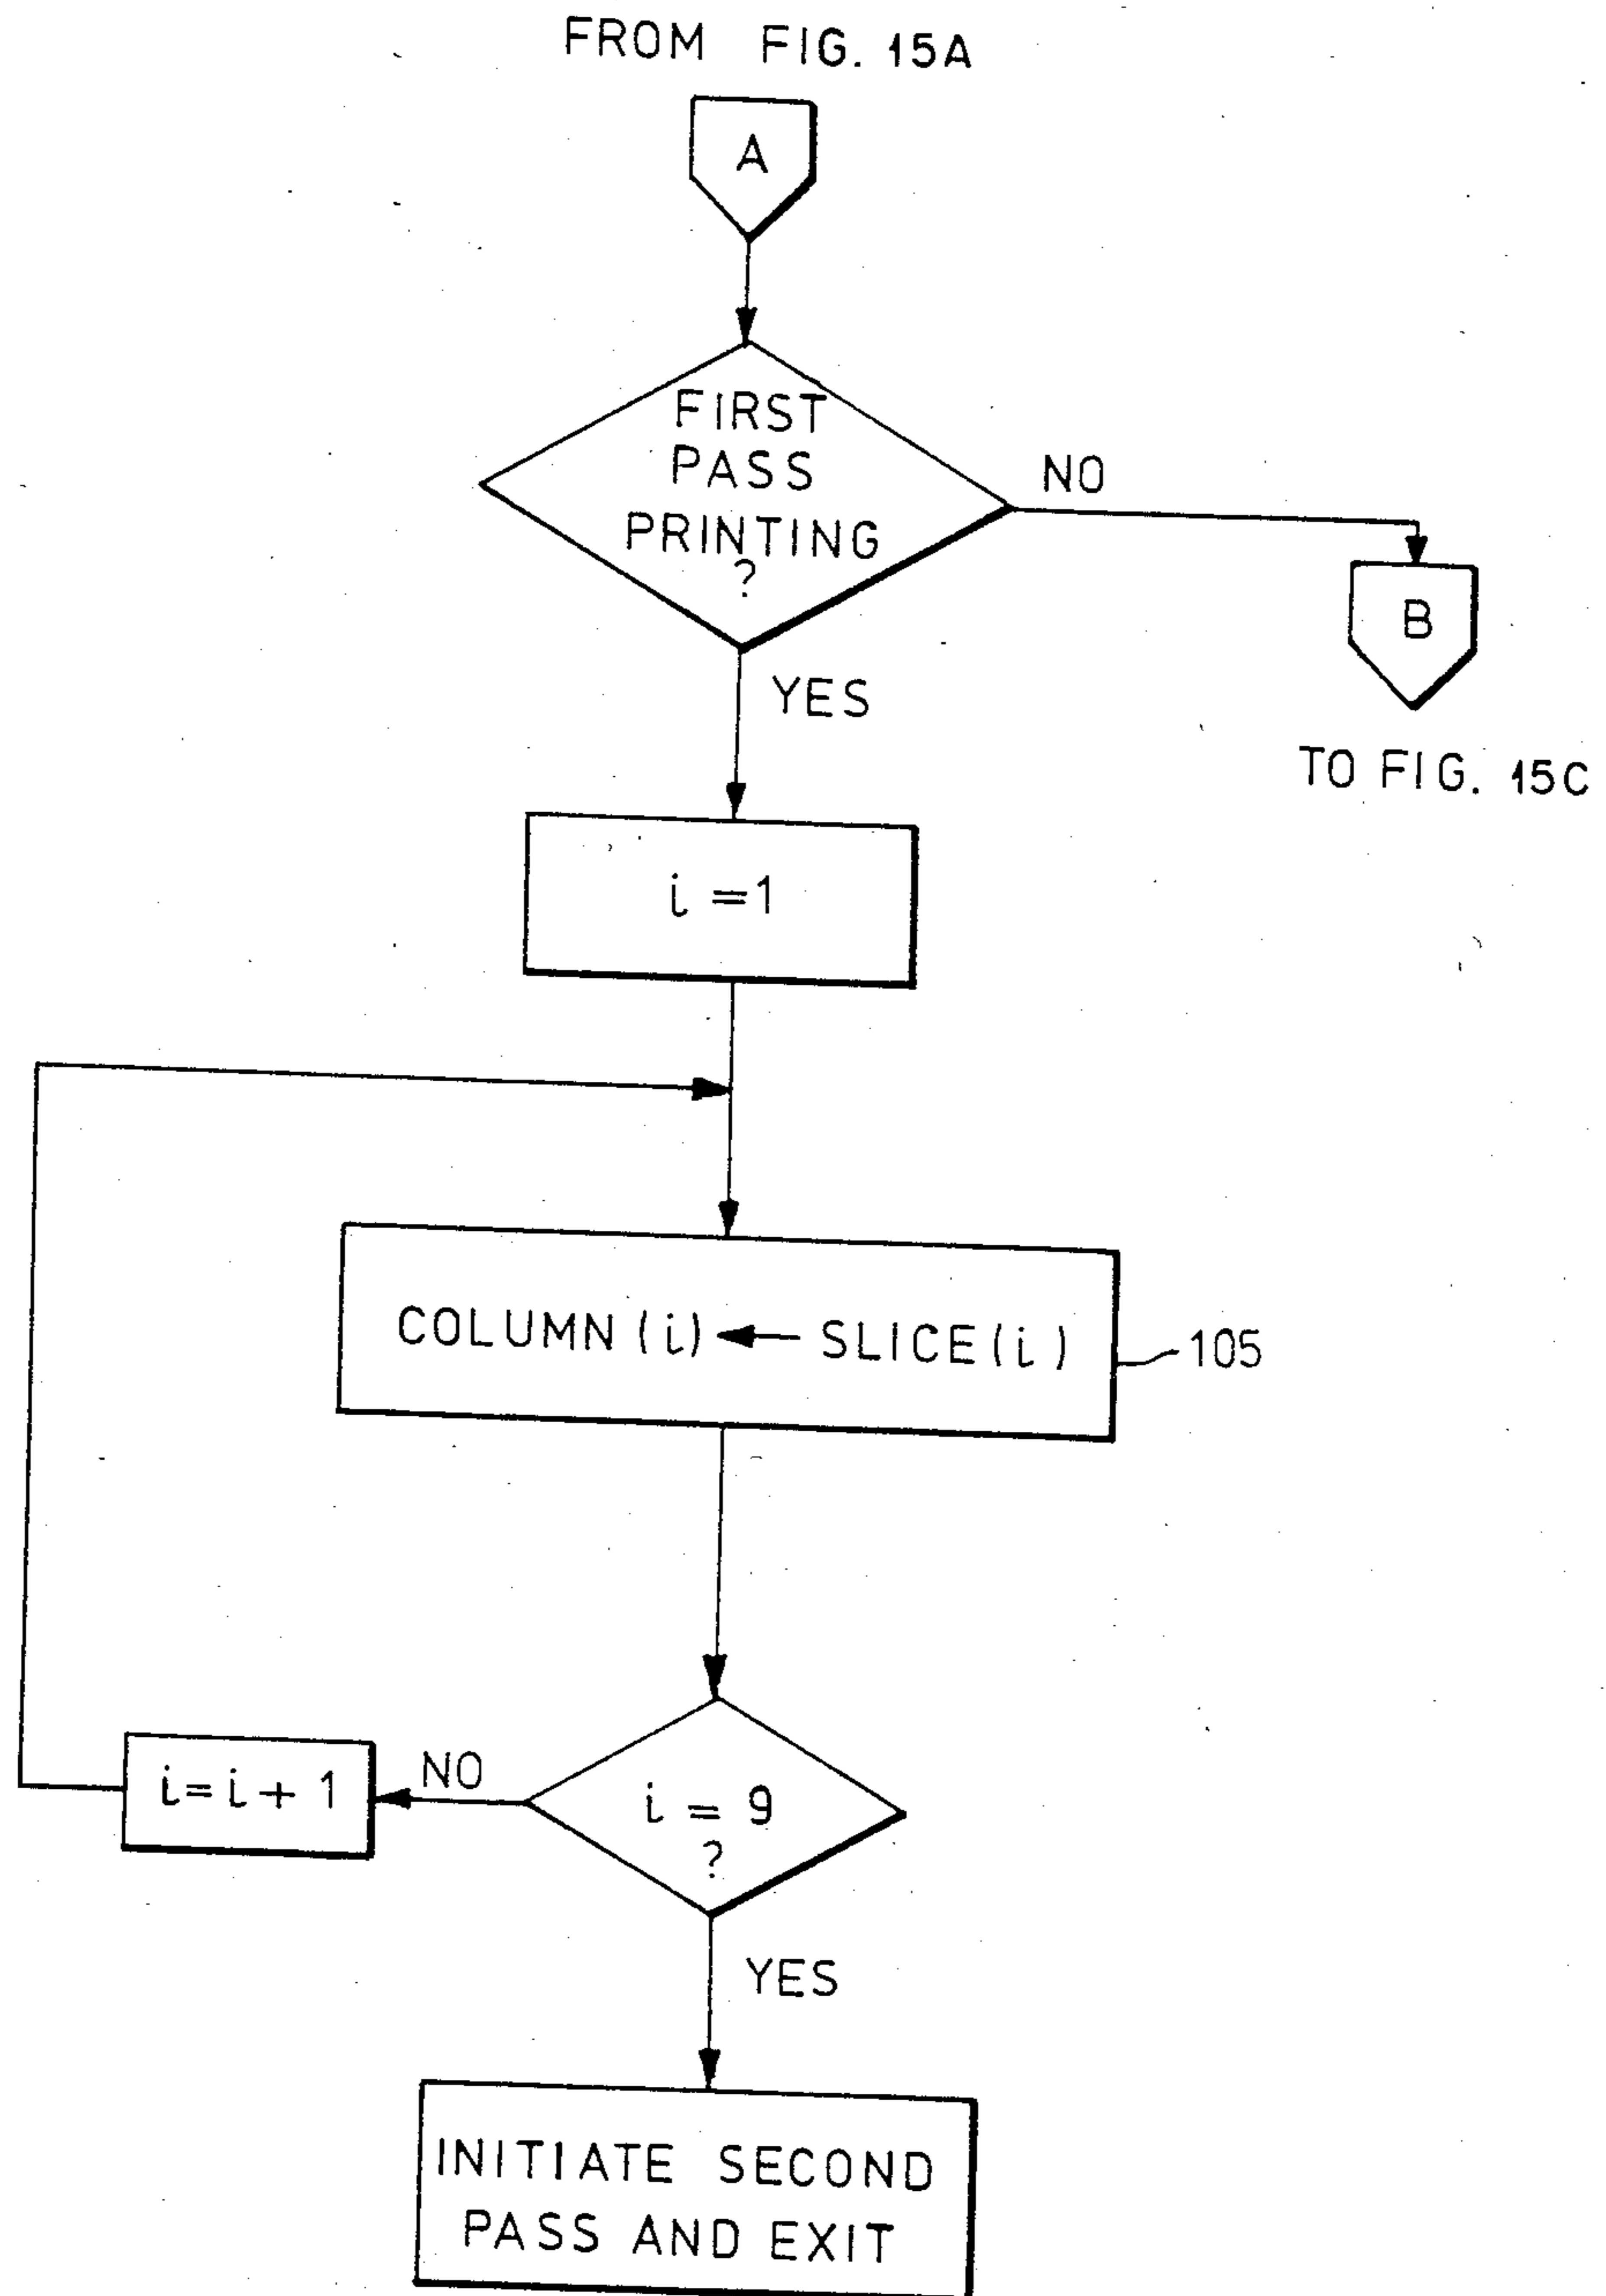 FROM FIG. 15A
A
FIRST
PASS
PRINTING
?
NO
B
YES
TO FIG. 15C
i = 1
COLUMN (i) ← SLICE (i)
105
i = i + 1
NO
i = 9
?
YES
INITIATE SECOND
PASS AND EXIT